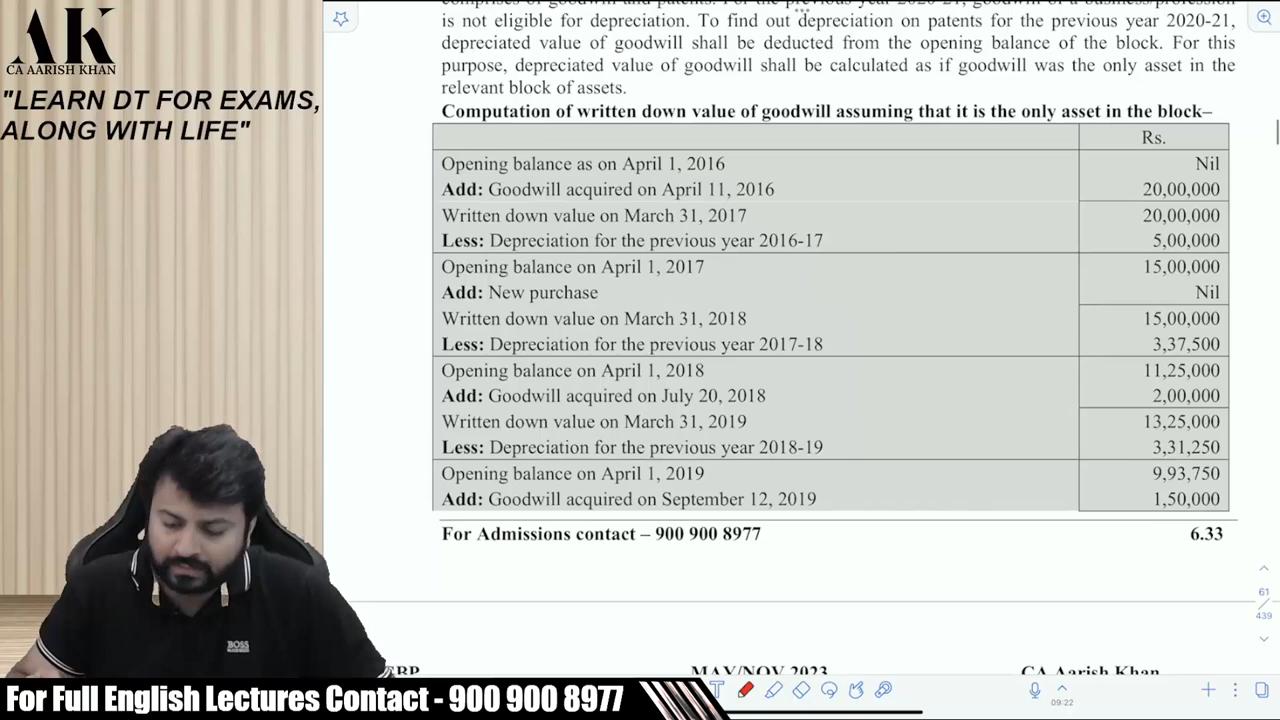 AK
CA AARISH KHAN
"LEARN DT FOR EXAMS,
ALONG WITH LIFE"
is not eligible for depreciation. To find out depreciation on patents for the previous year 2020-21,
depreciated value of goodwill shall be deducted from the opening balance of the block. For this
purpose, depreciated value of goodwill shall be calculated as if goodwill was the only asset in the
relevant block of assets.
Computation of written down value of goodwill assuming that it is the only asset in the block–
Rs.
Opening balance as on April 1, 2016 Nil
Add: Goodwill acquired on April 11, 2016 20,00,000
Written down value on March 31, 2017 20,00,000
Less: Depreciation for the previous year 2016-17 5,00,000
Opening balance on April 1, 2017 15,00,000
Add: New purchase Nil
Written down value on March 31, 2018 15,00,000
Less: Depreciation for the previous year 2017-18 3,37,500
Opening balance on April 1, 2018 11,25,000
Add: Goodwill acquired on July 20, 2018 2,00,000
Written down value on March 31, 2019 13,25,000
Less: Depreciation for the previous year 2018-19 3,31,250
Opening balance on April 1, 2019 9,93,750
Add: Goodwill acquired on September 12, 2019 1,50,000
For Admissions contact – 900 900 8977 6.33
61
439
MAY/NOV 2023 CA Aarish Khan
BOSS
09:22
For Full English Lectures Contact - 900 900 8977